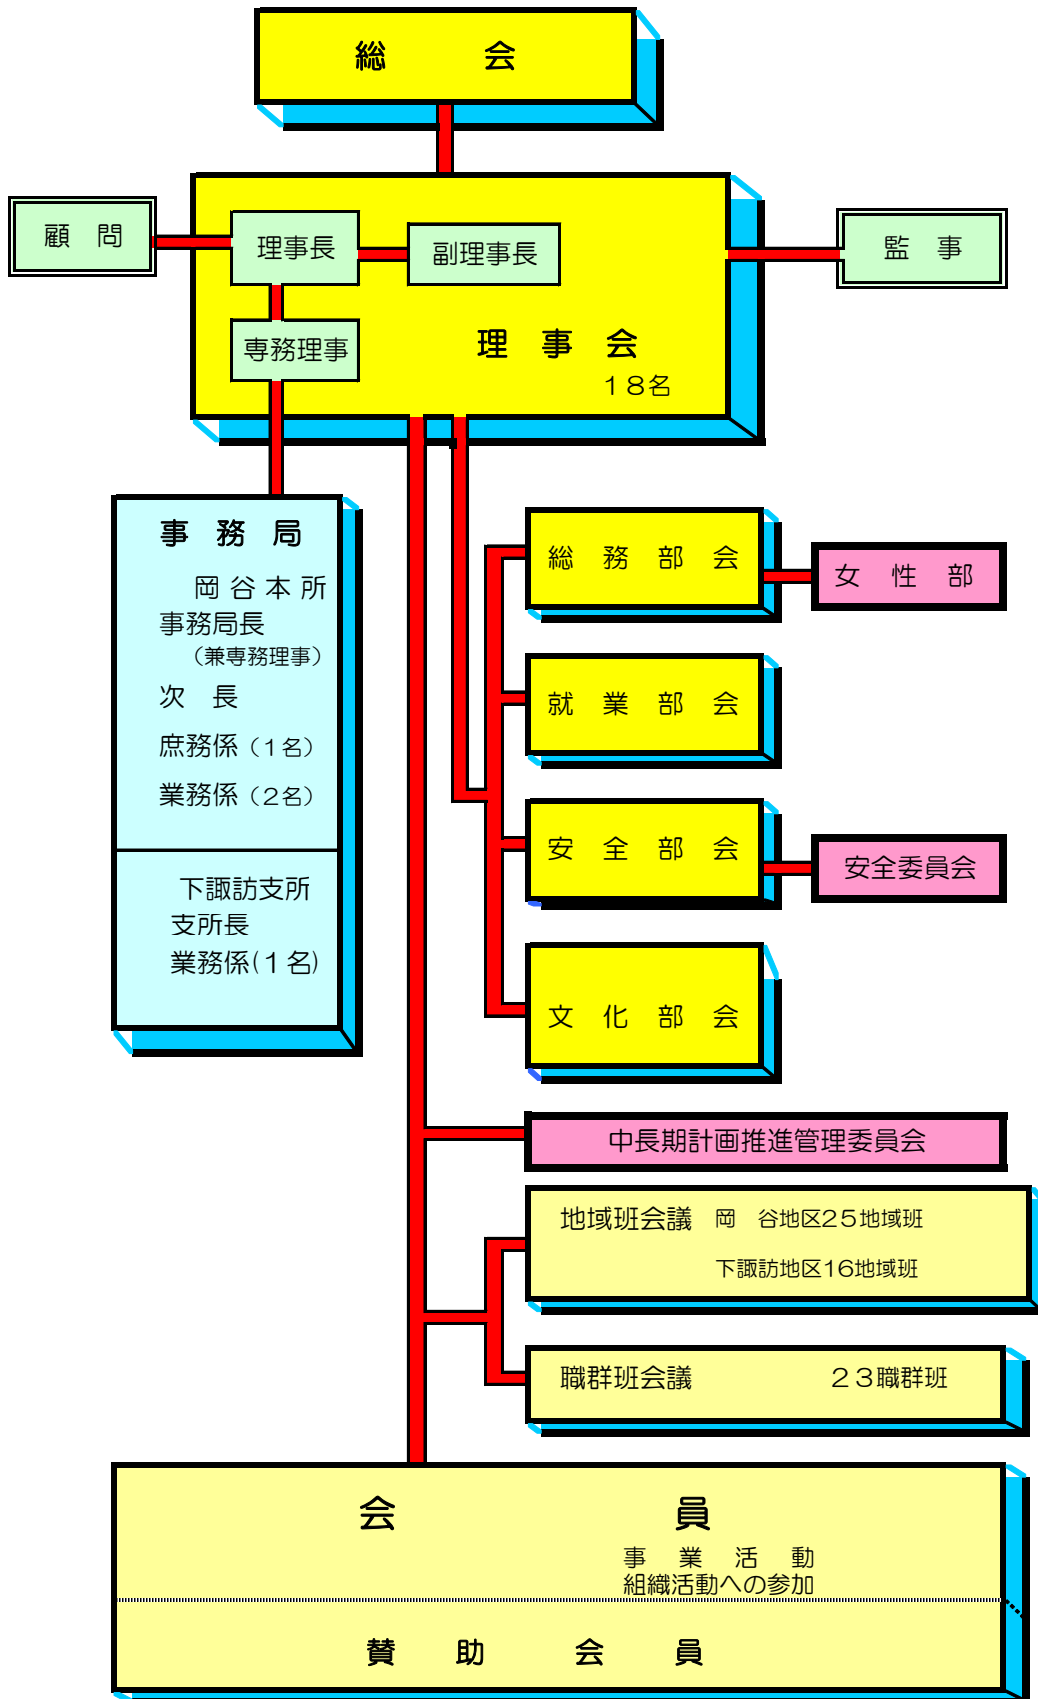 総　会
顧　問
理事長
副理事長
監　事
専務理事
理　事　会
１８名
事　務　局
岡 谷 本 所
事務局長
（兼専務理事）
次　長
庶務係（１名）
業務係（２名）
下諏訪支所
支所長
業務係(１名)
総　務　部　会
女　性　部
就　業　部　会
安　全　部　会
安全委員会
文　化　部　会
中長期計画推進管理委員会
地域班会議　岡　谷地区25地域班
下諏訪地区16地域班
職群班会議　２３職群班
会　員
事　業　活　動
組織活動への参加
賛　助　会　員